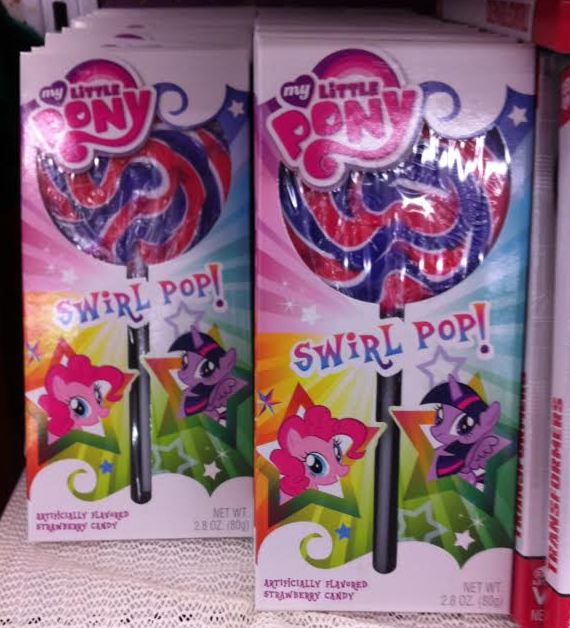 my LITTLE
PONY
SWIRL POP!
ARTIFICIALLY FLAVORED
STRAWBERRY CANDY
NET WT.
2.8 OZ. (80g)
my LITTLE
PONY
SWIRL POP!
ARTIFICIALLY FLAVORED
STRAWBERRY CANDY
NET WT.
2.8 OZ. (80g)
TRANSFORMERS